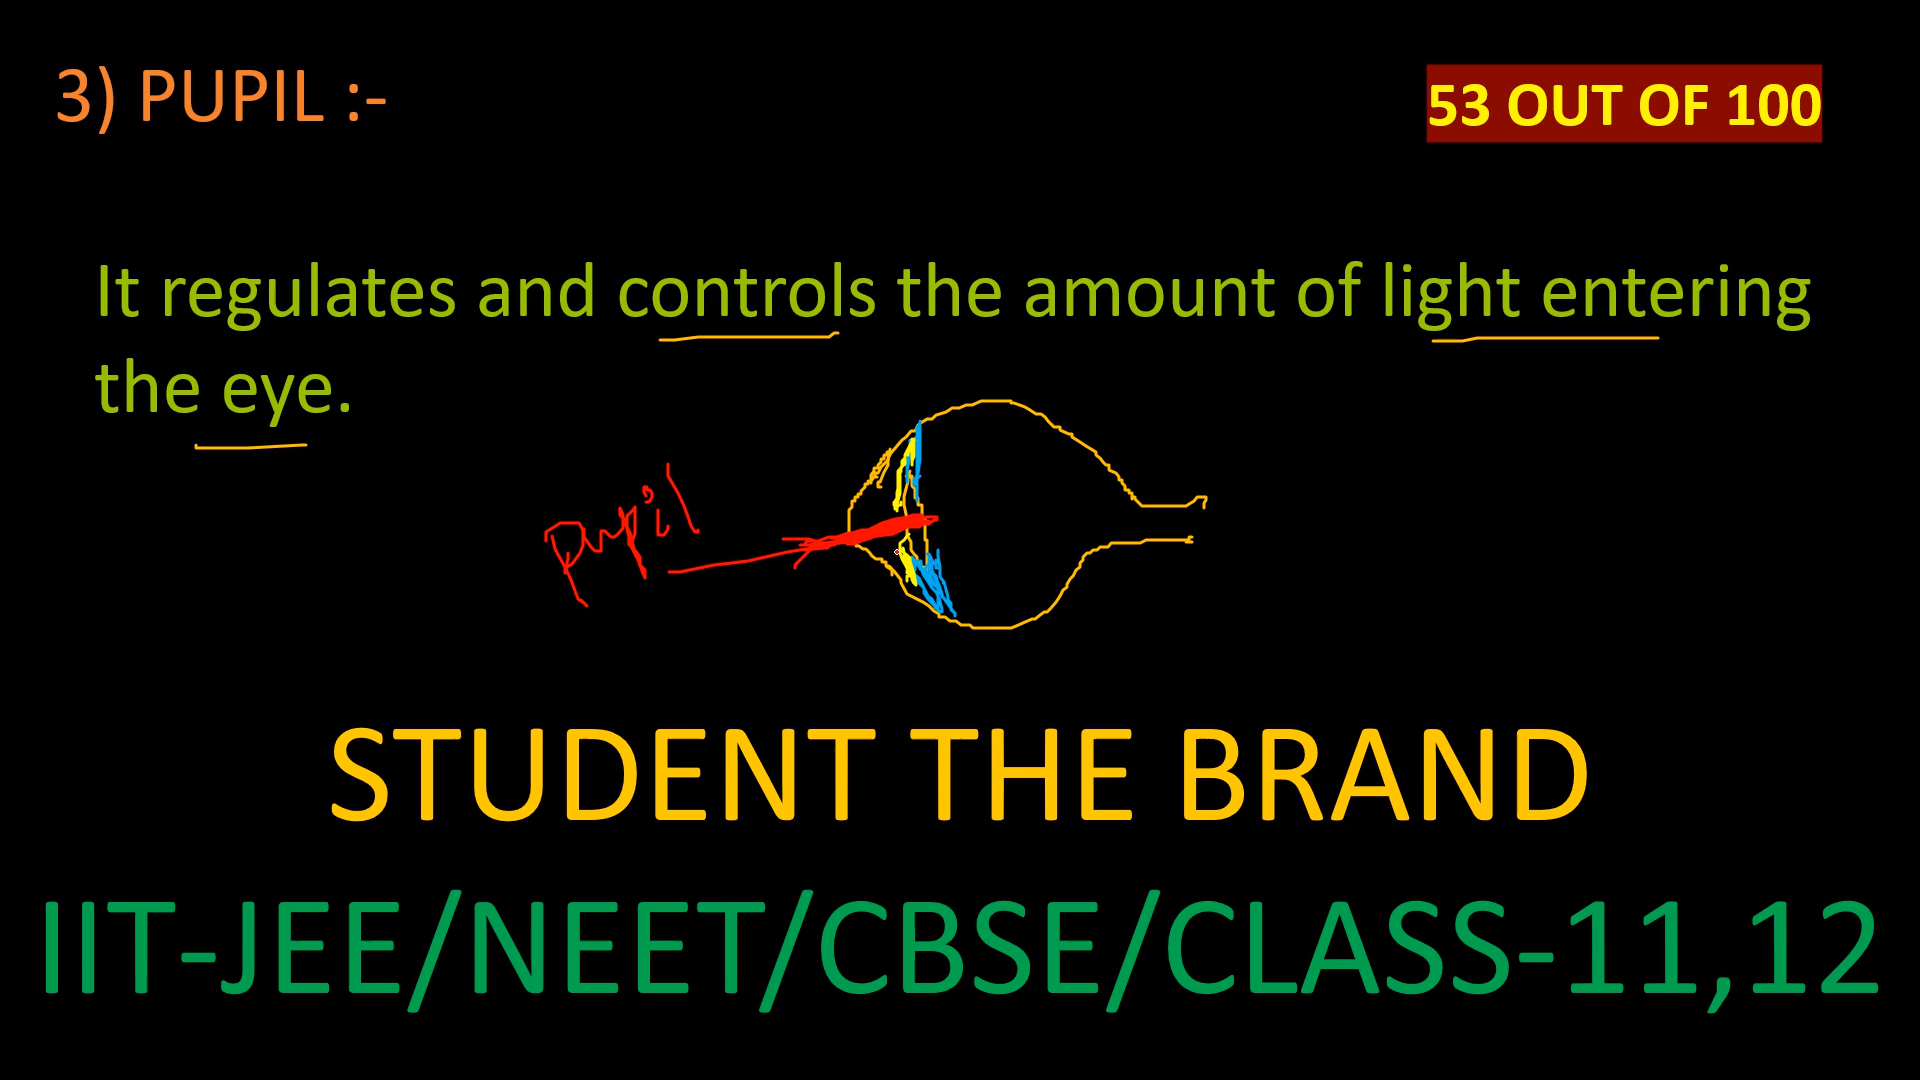 3) PUPIL :-
53 OUT OF 100
It regulates and controls the amount of light entering
the eye.
pupil
STUDENT THE BRAND
IIT-JEE/NEET/CBSE/CLASS-11,12